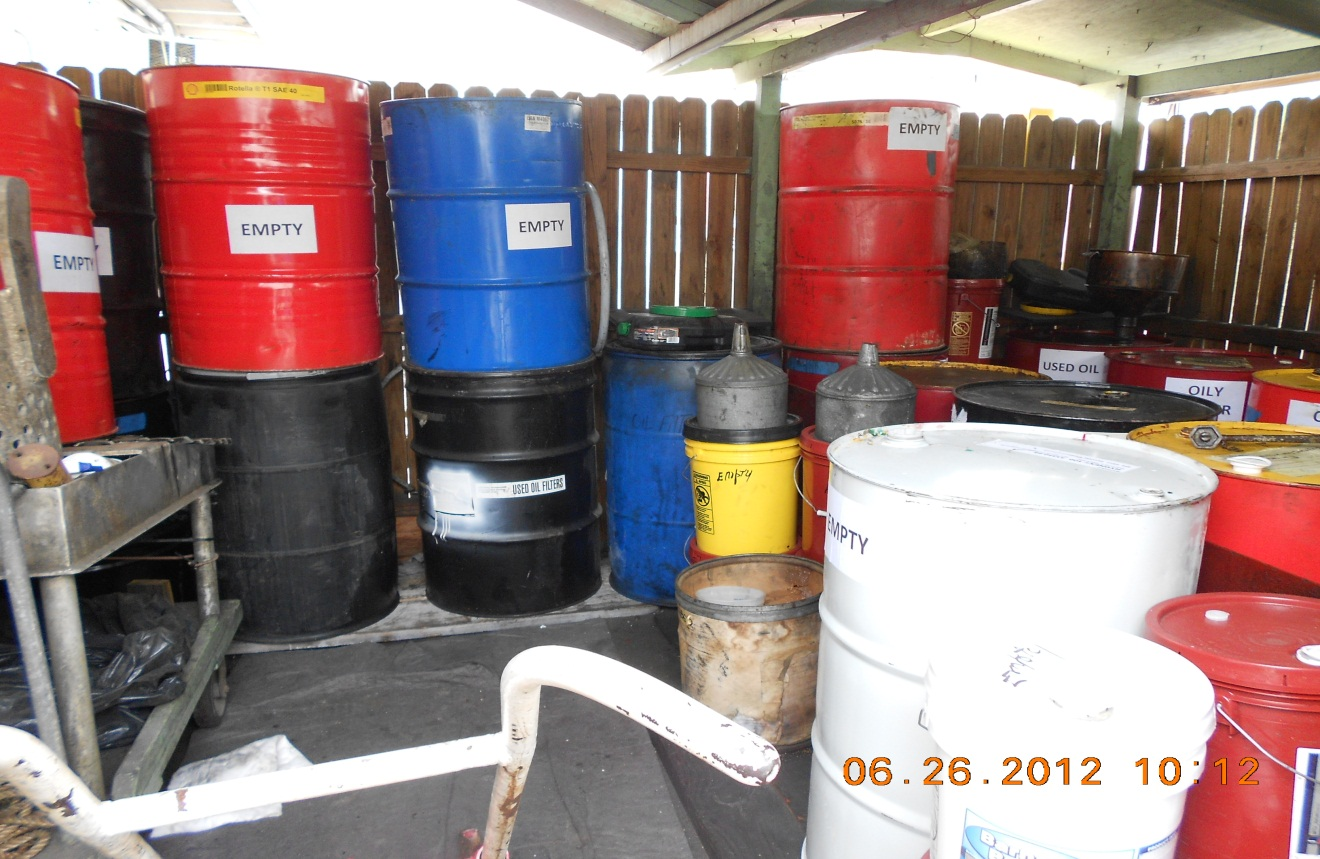 Rotella ® T1 SAE 40
EMPTY
EMPTY
EMPTY
EMPTY
USED OIL FILTERS
Empty
USED OIL
OILY
EMPTY
06.26.2012 10:12